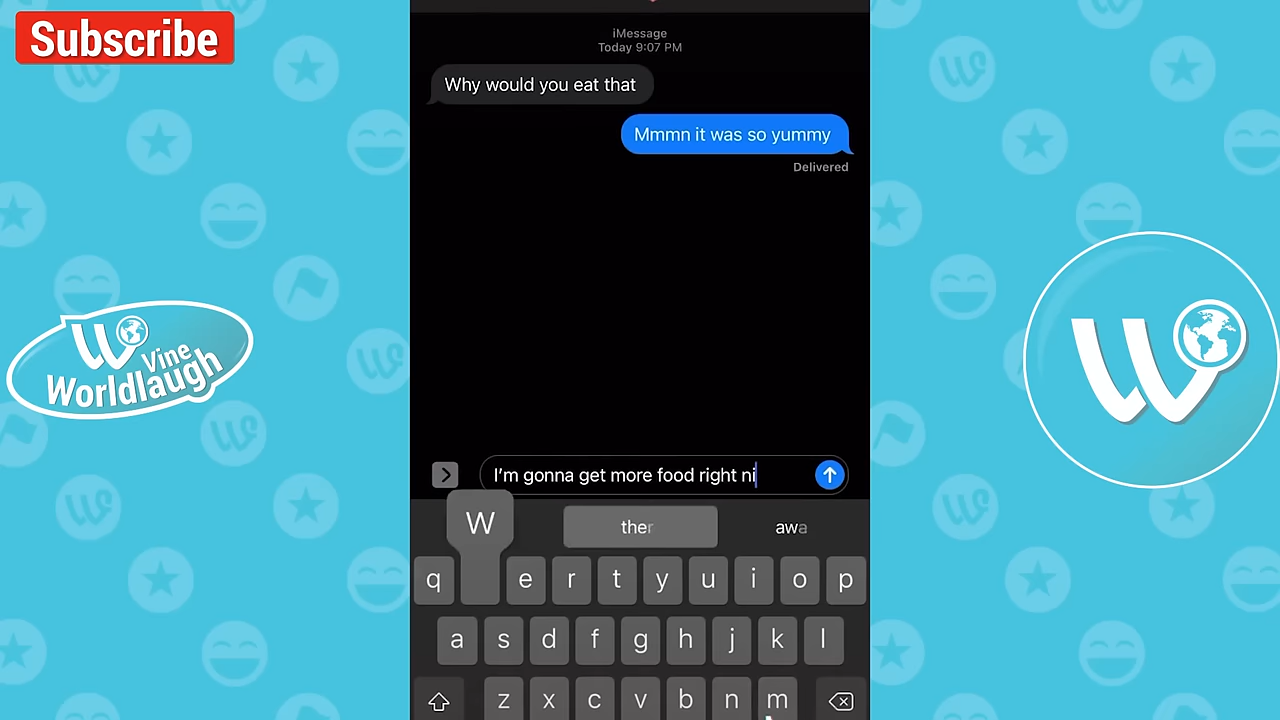 Subscribe
iMessage
Today 9:07 PM
Why would you eat that
Mmmn it was so yummy
Delivered
I'm gonna get more food right ni
W
ther
awa
q e r t y u i o p
a s d f g h j k l
z x c v b n m
W
Vine
Worldlaugh
W